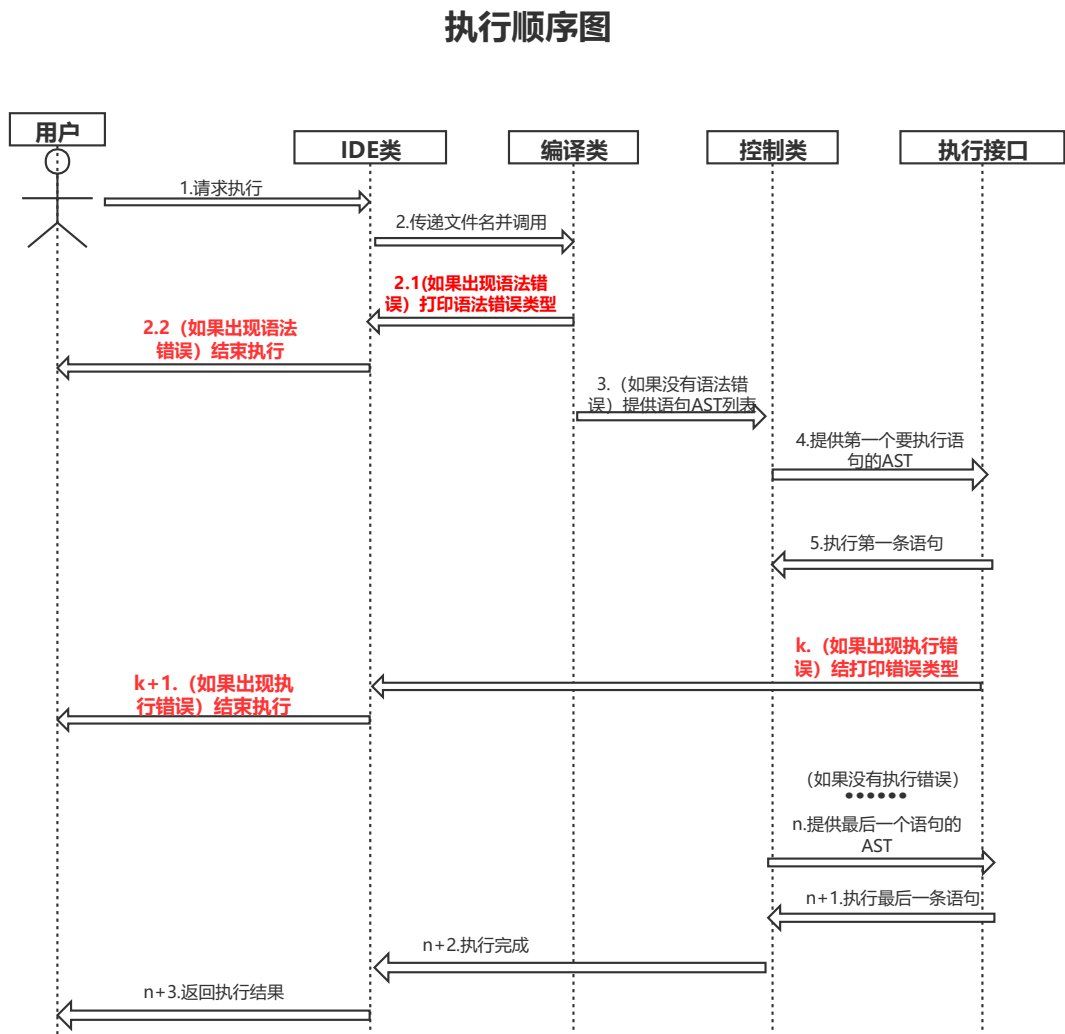 执行顺序图
用户
IDE类
编译类
控制类
执行接口
1.请求执行
2.传递文件名并调用
2.1(如果出现语法错
误）打印语法错误类型
2.2（如果出现语法
错误）结束执行
3.（如果没有语法错
误）提供语句AST列表
4.提供第一个要执行语
句的AST
5.执行第一条语句
k.（如果出现执行错
误）结打印错误类型
k+1.（如果出现执
行错误）结束执行
（如果没有执行错误）
••••••
n.提供最后一个语句的
AST
n+1.执行最后一条语句
n+2.执行完成
n+3.返回执行结果